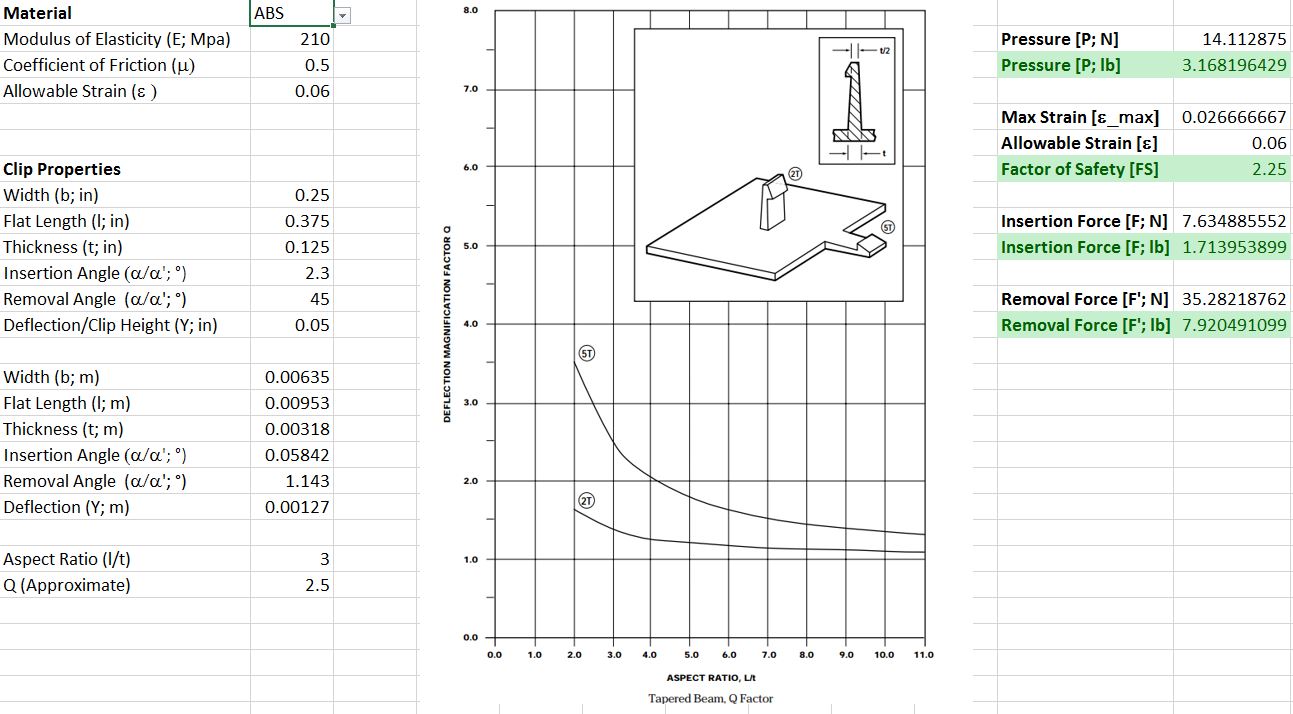 Material ABS
Modulus of Elasticity (E; Mpa) 210
Coefficient of Friction (μ) 0.5
Allowable Strain (ε ) 0.06
Clip Properties
Width (b; in) 0.25
Flat Length (l; in) 0.375
Thickness (t; in) 0.125
Insertion Angle (α/α'; °) 2.3
Removal Angle (α/α'; °) 45
Deflection/Clip Height (Y; in) 0.05
Width (b; m) 0.00635
Flat Length (l; m) 0.00953
Thickness (t; m) 0.00318
Insertion Angle (α/α'; °) 0.05842
Removal Angle (α/α'; °) 1.143
Deflection (Y; m) 0.00127
Aspect Ratio (l/t) 3
Q (Approximate) 2.5
DEFLECTION MAGNIFICATION FACTOR Q
8.0
7.0
6.0
5.0
4.0
3.0
2.0
1.0
0.0
t/2
t
2T
5T
5T
2T
0.0 1.0 2.0 3.0 4.0 5.0 6.0 7.0 8.0 9.0 10.0 11.0
ASPECT RATIO, L/t
Tapered Beam, Q Factor
Pressure [P; N] 14.112875
Pressure [P; lb] 3.168196429
Max Strain [ε_max] 0.026666667
Allowable Strain [ε] 0.06
Factor of Safety [FS] 2.25
Insertion Force [F; N] 7.634885552
Insertion Force [F; lb] 1.713953899
Removal Force [F'; N] 35.28218762
Removal Force [F'; lb] 7.920491099